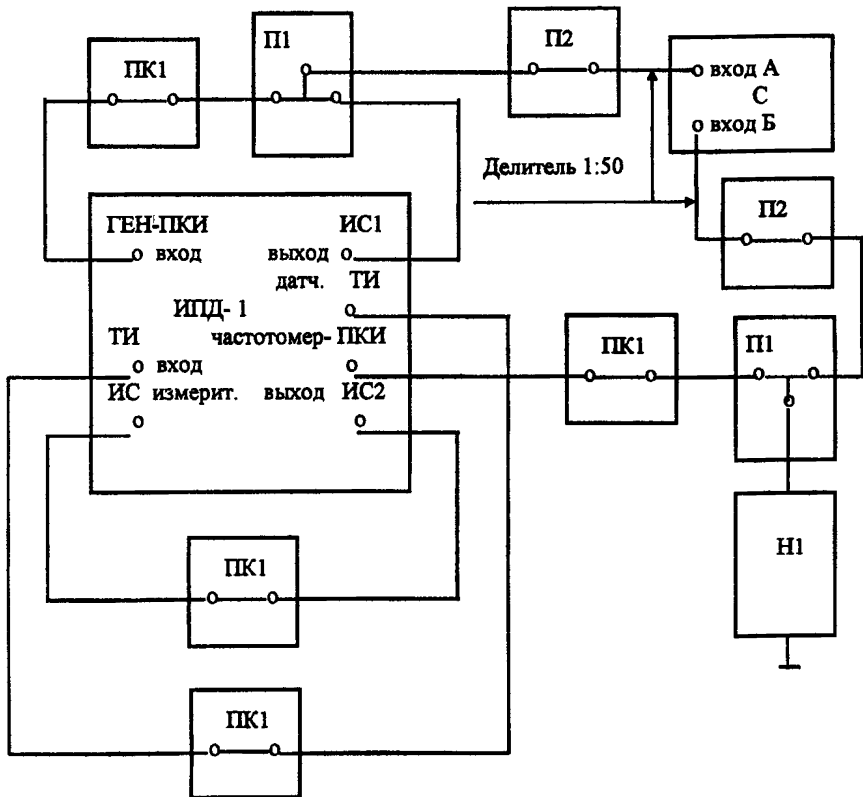 ПК1
П1
П2
вход А
С
вход Б
Делитель 1:50
П2
ГЕН-ПКИ
ИС1
вход
выход
датч.
ТИ
ИПД- 1
ТИ
частотомер- ПКИ
вход
ИС измерит.
выход ИС2
ПК1
П1
Н1
ПК1
ПК1